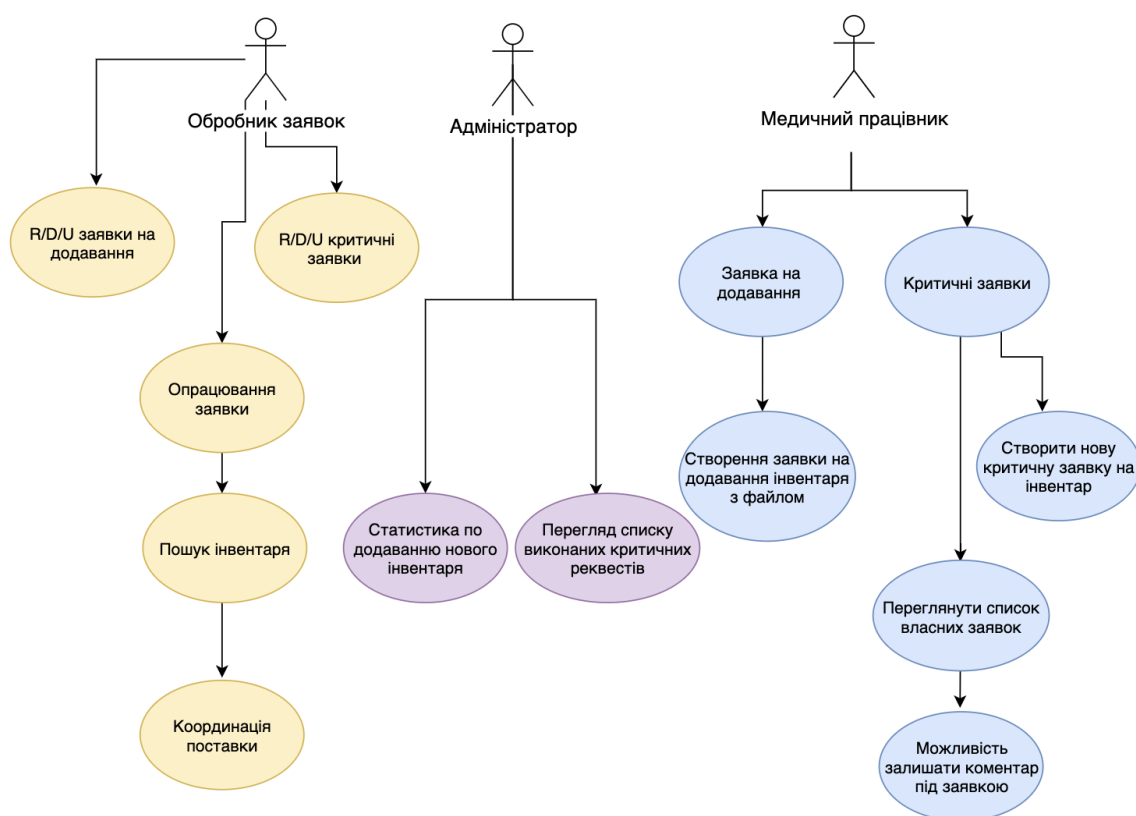 Обробник заявок
Адміністратор
Медичний працівник
R/D/U заявки на
додавання
R/D/U критичні
заявки
Заявка на
додавання
Критичні заявки
Опрацювання
заявки
Створення заявки на
додавання інвентаря
з файлом
Створити нову
критичну заявку на
інвентар
Пошук інвентаря
Статистика по
додаванню нового
інвентаря
Перегляд списку
виконаних критичних
реквестів
Переглянути список
власних заявок
Координація
поставки
Можливість
залишати коментар
під заявкою